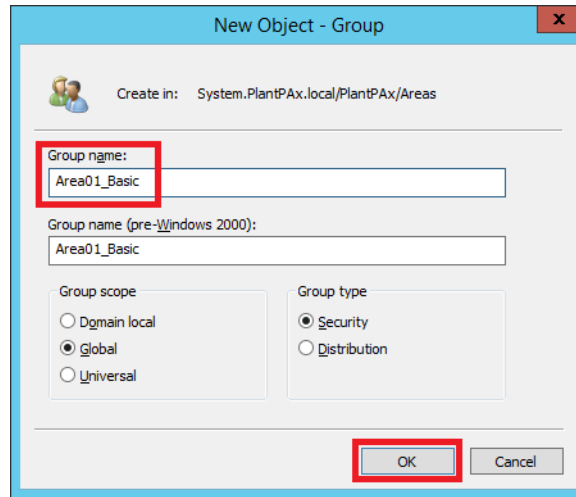 New Object - Group
x
Create in: System.PlantPAx.local/PlantPAx/Areas
Group name:
Area01_Basic
Group name (pre-Windows 2000):
Area01_Basic
Group scope
Domain local
Global
Universal
Group type
Security
Distribution
OK
Cancel